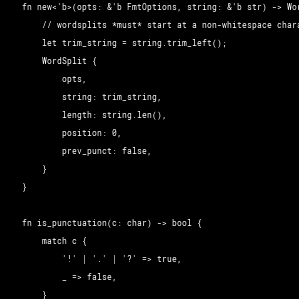 fn new<'b>(opts: &'b FmtOptions, string: &'b str) -> Wor
// wordsplits *must* start at a non-whitespace chara
let trim_string = string.trim_left();
WordSplit {
opts,
string: trim_string,
length: string.len(),
position: 0,
prev_punct: false,
}
}
fn is_punctuation(c: char) -> bool {
match c {
'!' | '.' | '?' => true,
_ => false,
}